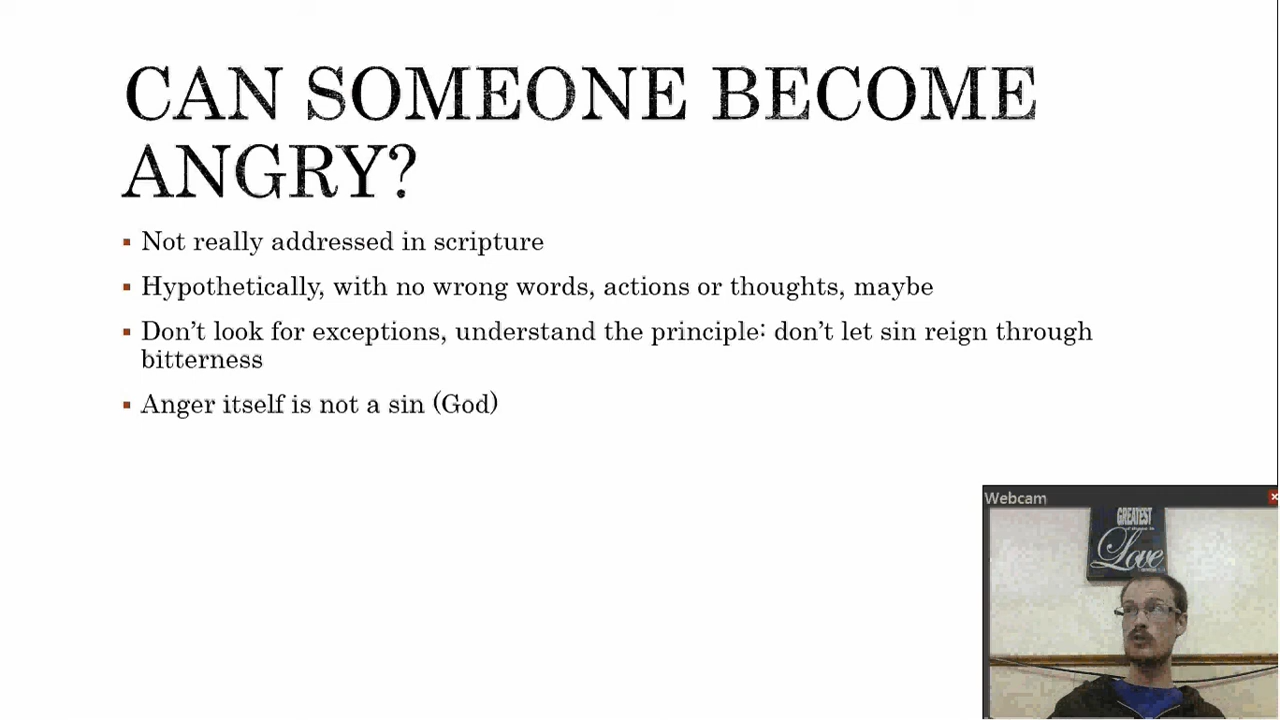 CAN SOMEONE BECOME
ANGRY?
▪ Not really addressed in scripture
▪ Hypothetically, with no wrong words, actions or thoughts, maybe
▪ Don’t look for exceptions, understand the principle: don’t let sin reign through
bitterness
▪ Anger itself is not a sin (God)
Webcam
GREATEST
Love